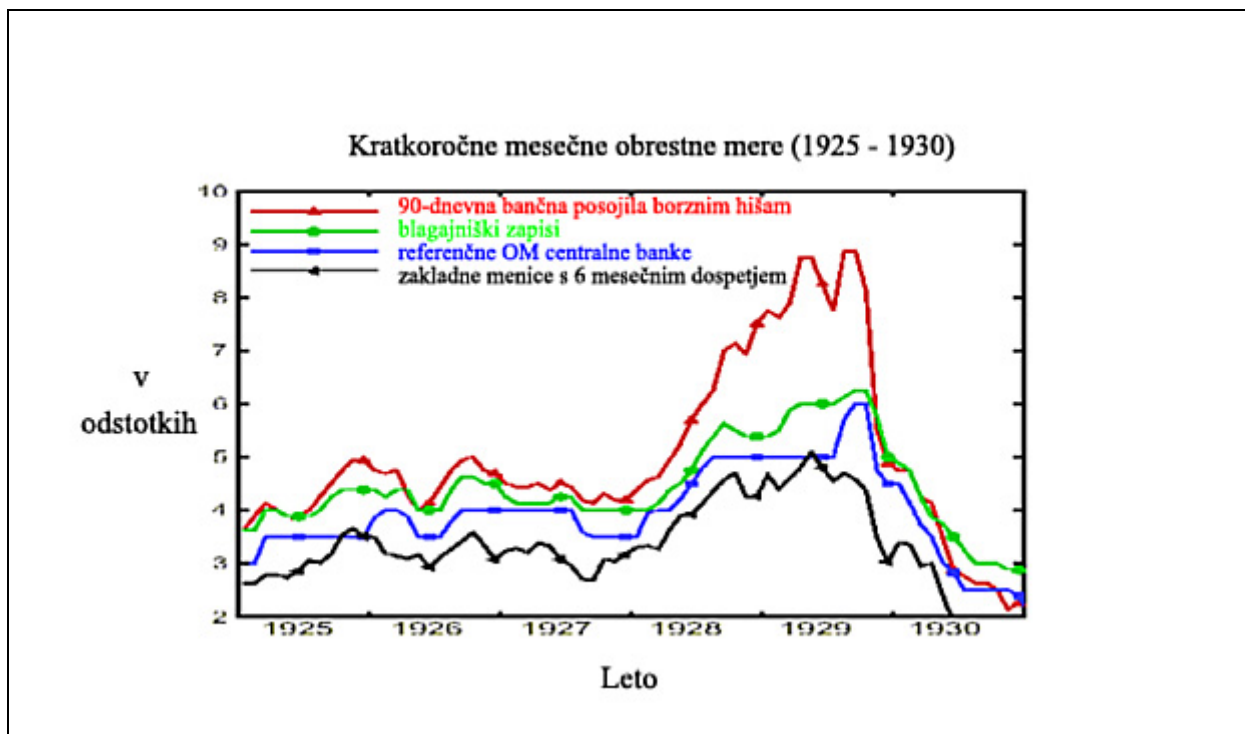 Kratkoročne mesečne obrestne mere (1925 - 1930)
10
90-dnevna bančna posojila borznim hišam
blagajniški zapisi
9
referenčne OM centralne banke
zakladne menice s 6 mesečnim dospetjem
8
7
v
odstotkih
6
5
4
3
2
1925 1926 1927 1928 1929 1930
Leto